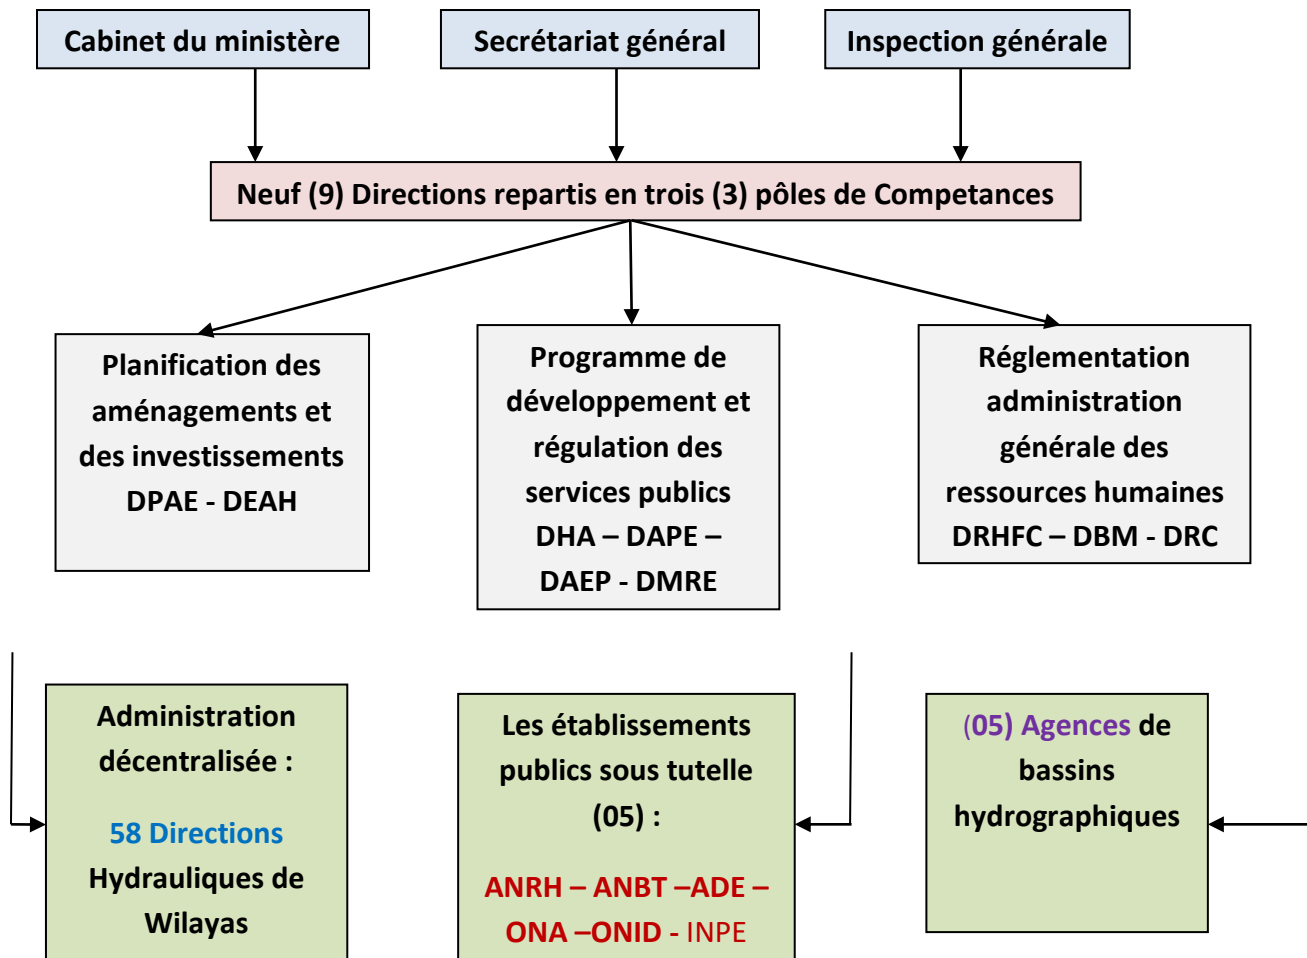 Cabinet du ministère
Secrétariat général
Inspection générale
Neuf (9) Directions repartis en trois (3) pôles de Competances
Planification des
aménagements et
des investissements
DPAE - DEAH
Programme de
développement et
régulation des
services publics
DHA – DAPE –
DAEP - DMRE
Réglementation
administration
générale des
ressources humaines
DRHFC – DBM - DRC
Administration
décentralisée :
58 Directions
Hydrauliques de
Wilayas
Les établissements
publics sous tutelle
(05) :
ANRH – ANBT –ADE –
ONA –ONID - INPE
(05) Agences de
bassins
hydrographiques